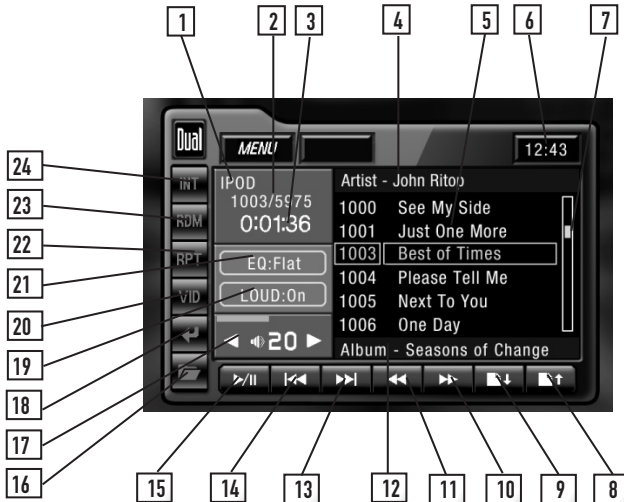 1 2 3 4 5 6 7
Dual MENU 12:43
24 INT IPOD Artist - John Ritop
1003/5975 1000 See My Side
23 RDM 0:01:36 1001 Just One More
22 RPT 1003 Best of Times
21 EQ:Flat 1004 Please Tell Me
20 VID LOUD:On 1005 Next To You
19 1006 One Day
18 20 Album - Seasons of Change
17
16 15 14 13 12 11 10 9 8